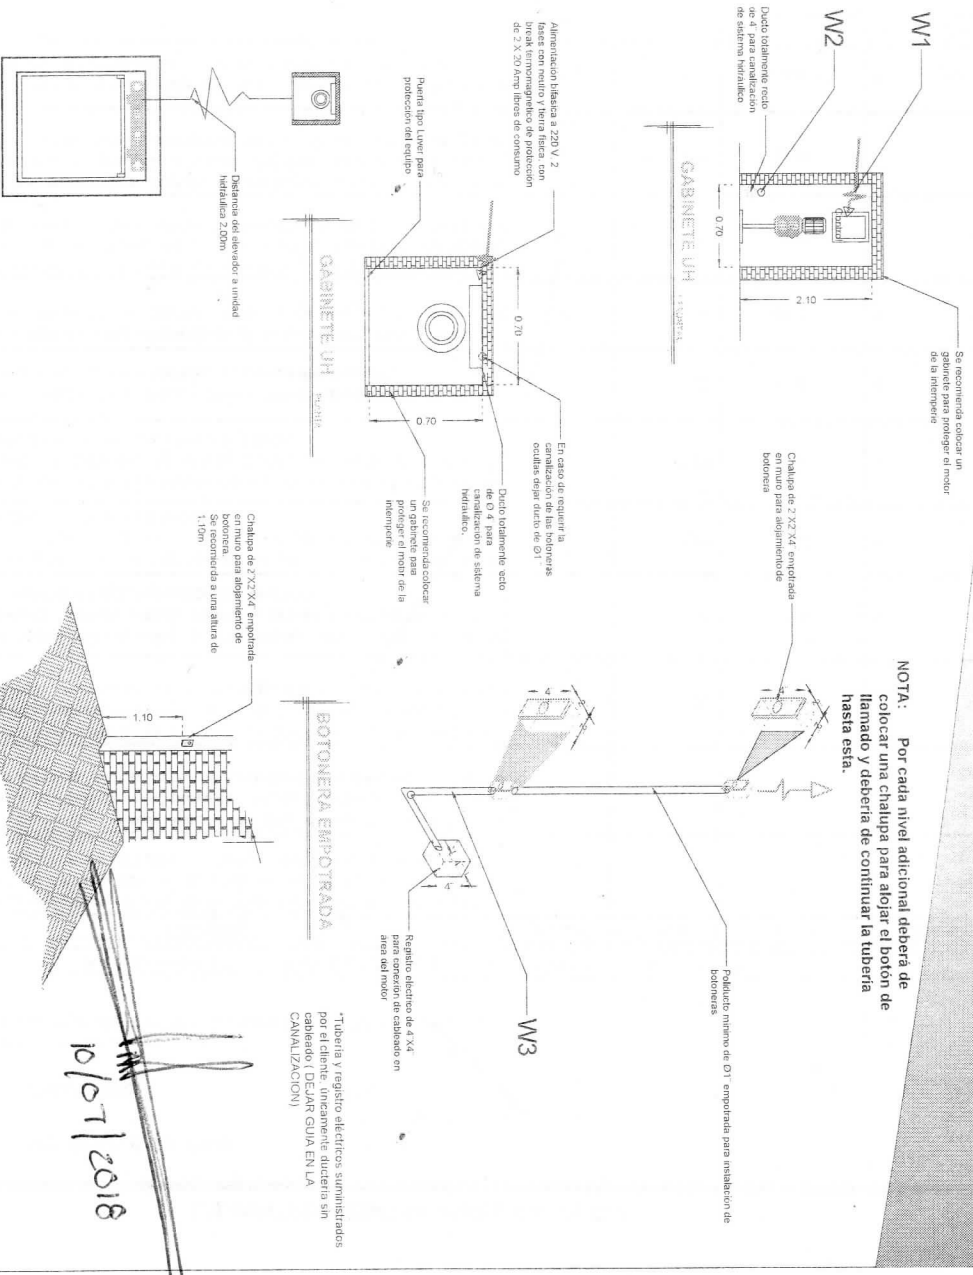 W1
W2
Ducto totalmente recto
de 4" para canalización
de sistema hidráulico
Control
0.70
2.10
Se recomienda colocar un
gabinete para proteger el motor
de la intemperie
GABINETE UH
FRONTAL
Alimentación bifasica a 220 V. 2
fases con neutro y tierra física, con
break termomagnetico de protección
de 2 X 20 Amp libres de consumo
Puerta tipo Luver para
protección del equipo
0.70
0.70
En caso de requerir la
canalización de las botoneras
ocultas dejar ducto de Ø1"
Ducto totalmente ecto
de Ø 4" para
canalización de sistema
hidráulico.
Se recomienda colocar
un gabinete para
proteger el motor de la
intemperie
GABINETE UH
Distancia del elevador a unidad
hidráulica 2.00m
NOTA: Por cada nivel adicional deberá de
colocar una chalupa para alojar el botón de
llamado y debería de continuar la tubería
hasta esta.
Chalupa de 2"X2"X4" empotrada
en muro para alojamiento de
botonera
4"
4"
4"
Poliducto mínimo de Ø1" empotrada para instalacion de
botoneras
W3
Registro eléctrico de 4"X4"
para conexión de cableado en
área del motor
BOTONERA EMPOTRADA
Chalupa de 2"X2"X4" empotrada
en muro para alojamiento de
botonera.
Se recomienda a una altura de
1.10m
1.10
*Tubería y registro eléctricos suministrados
por el cliente, únicamente ductería sin
cableado ( DEJAR GUIA EN LA
CANALIZACION)
10/07/2018